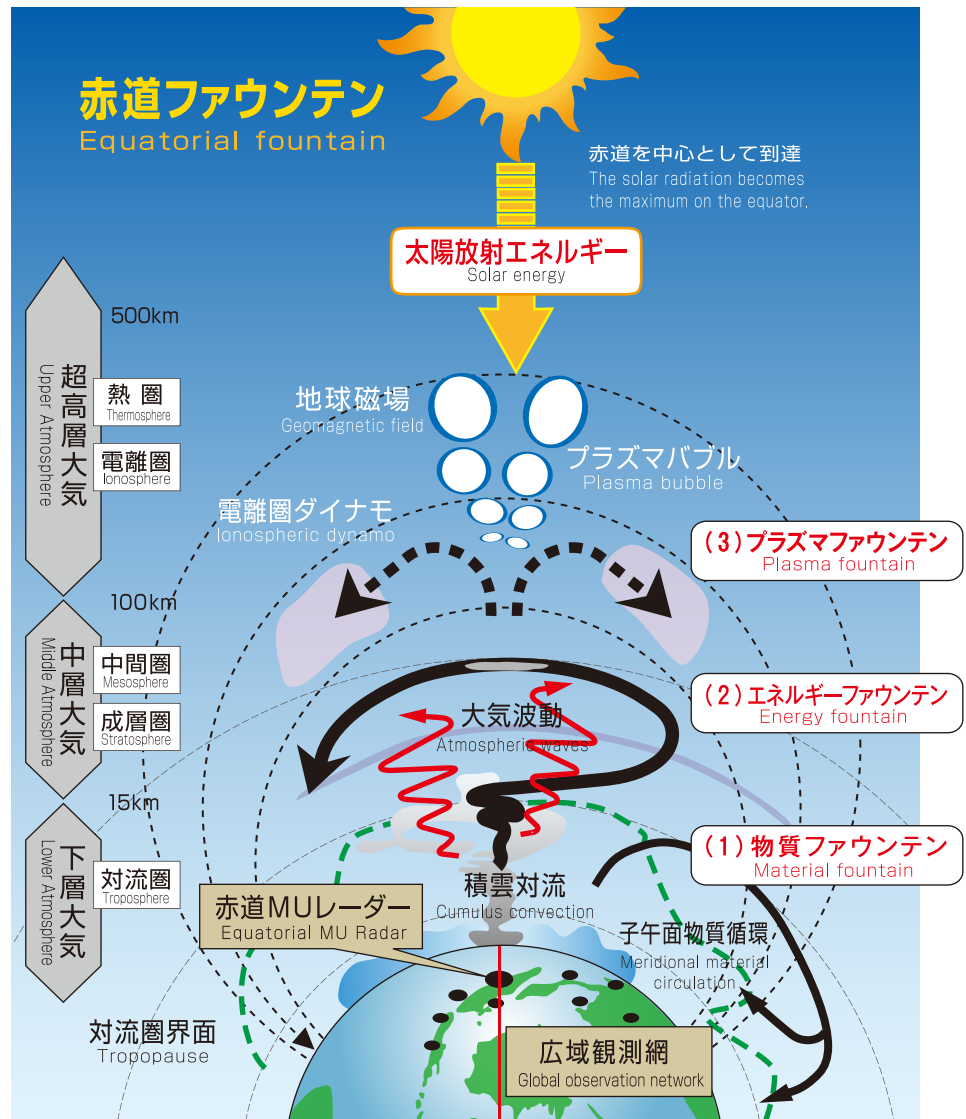 赤道ファウンテン
Equatorial fountain
赤道を中心として到達
The solar radiation becomes
the maximum on the equator.
太陽放射エネルギー
Solar energy
500km
超高層大気
Upper Atmosphere
熱圏
Thermosphere
電離圏
Ionosphere
地球磁場
Geomagnetic field
プラズマバブル
Plasma bubble
電離圏ダイナモ
Ionospheric dynamo
(3)プラズマファウンテン
Plasma fountain
100km
中層大気
Middle Atmosphere
中間圏
Mesosphere
成層圏
Stratosphere
(2)エネルギーファウンテン
Energy fountain
大気波動
Atmospheric waves
15km
下層大気
Lower Atmosphere
対流圏
Troposphere
(1)物質ファウンテン
Material fountain
積雲対流
Cumulus convection
赤道MUレーダー
Equatorial MU Radar
子午面物質循環
Meridional material
circulation
対流圏界面
Tropopause
広域観測網
Global observation network